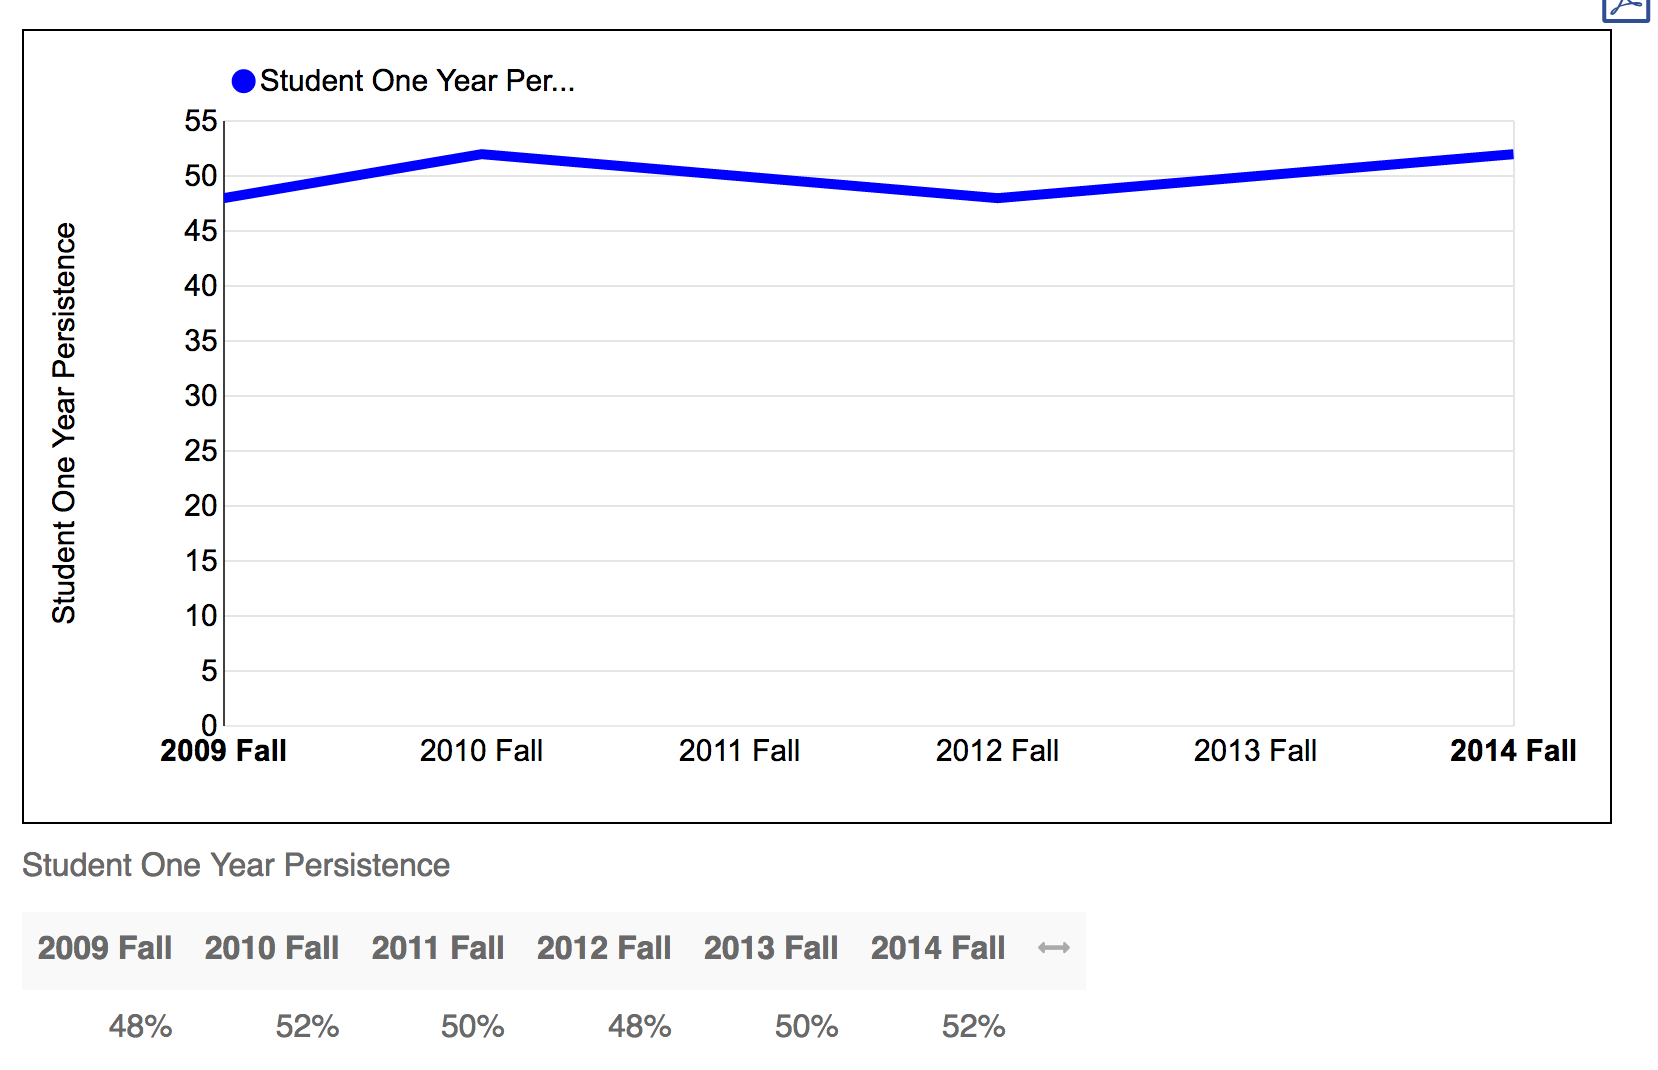 Student One Year Per...
55
50
45
40
35
30
25
20
15
10
5
0
Student One Year Persistence
2009 Fall 2010 Fall 2011 Fall 2012 Fall 2013 Fall 2014 Fall
Student One Year Persistence
2009 Fall 2010 Fall 2011 Fall 2012 Fall 2013 Fall 2014 Fall
48% 52% 50% 48% 50% 52%